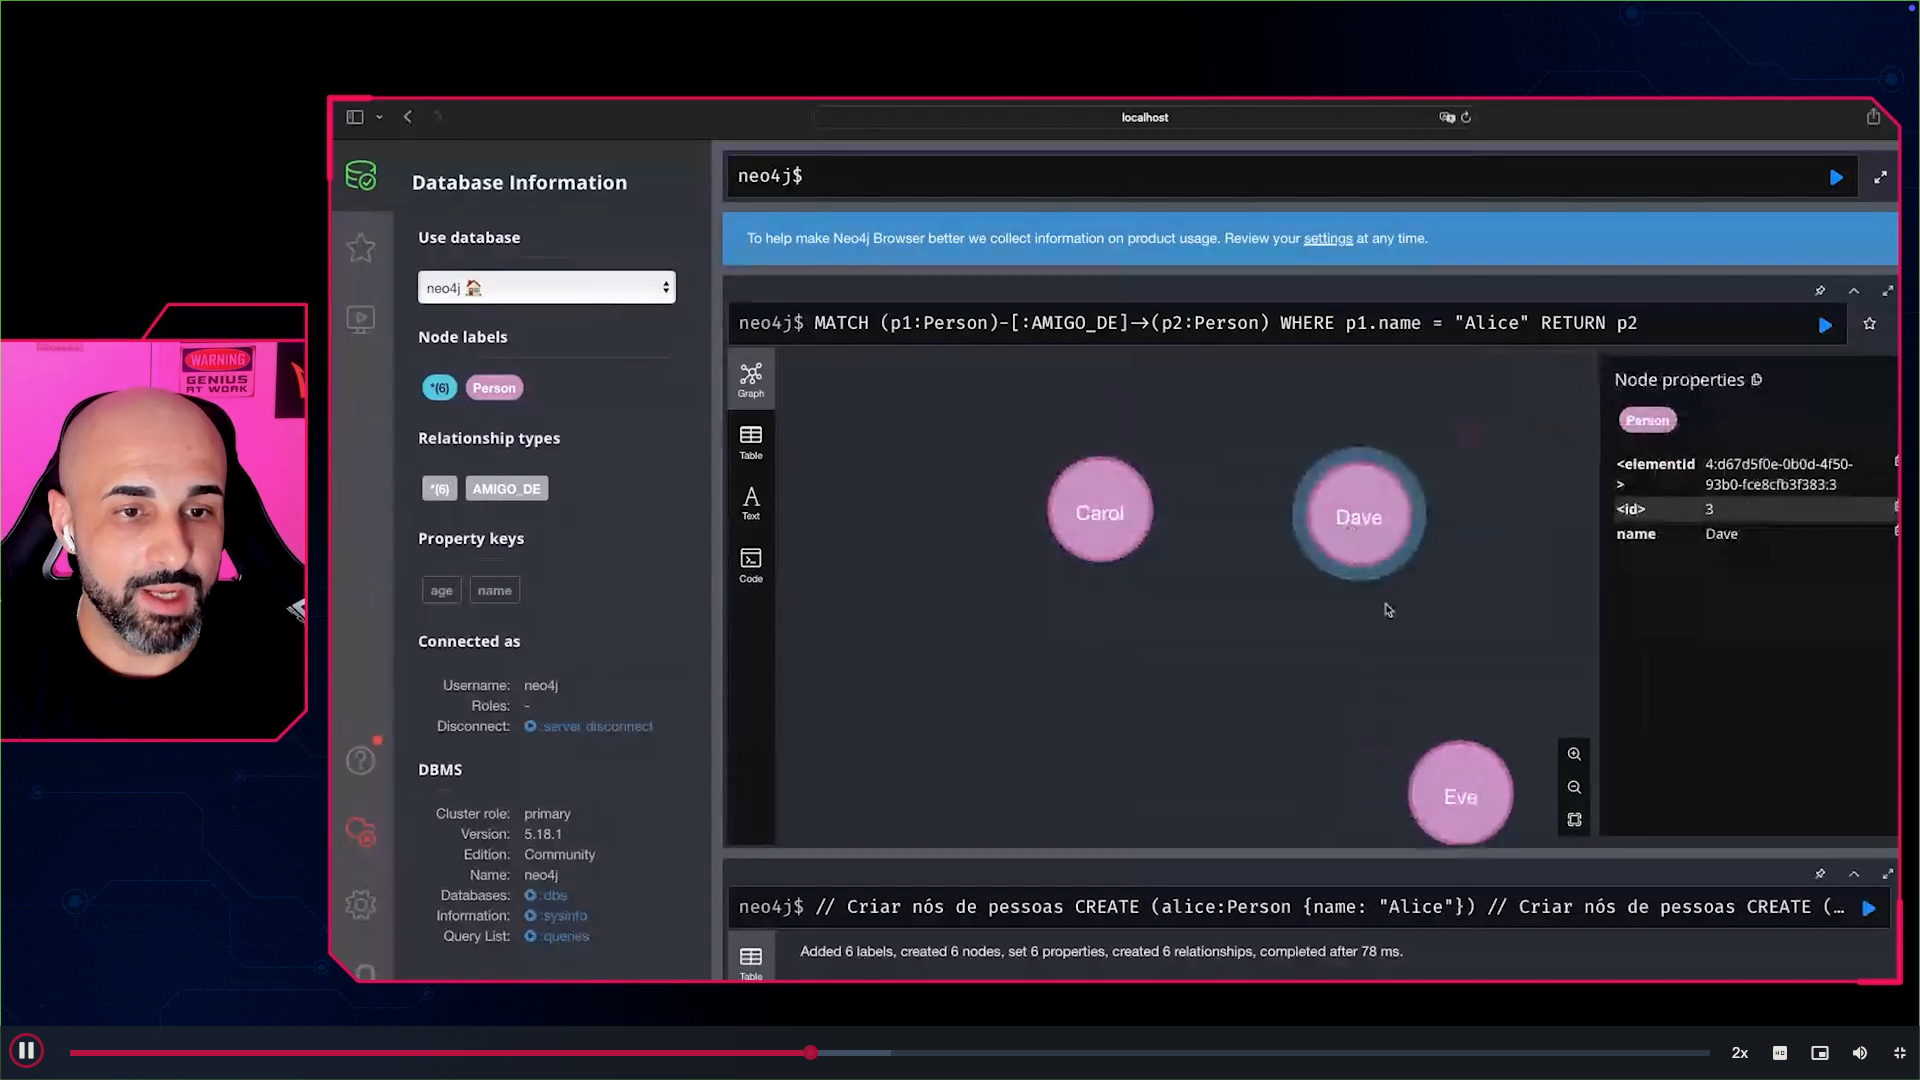 localhost
WARNING
GENIUS
AT WORK
Database Information
Use database
neo4j
Node labels
*(6) Person
Relationship types
*(6) AMIGO_DE
Property keys
age name
Connected as
Username: neo4j
Roles: -
Disconnect: :server disconnect
DBMS
Cluster role: primary
Version: 5.18.1
Edition: Community
Name: neo4j
Databases: :dbs
Information: :sysinfo
Query List: :queries
neo4j$
To help make Neo4j Browser better we collect information on product usage. Review your settings at any time.
neo4j$ MATCH (p1:Person)-[:AMIGO_DE]→(p2:Person) WHERE p1.name = "Alice" RETURN p2
Graph
Table
Text
Code
Carol
Dave
Eve
Node properties
Person
<elementid 4:d67d5f0e-0b0d-4f50-
> 93b0-fce8cfb3f383:3
<id> 3
name Dave
neo4j$ // Criar nós de pessoas CREATE (alice:Person {name: "Alice"}) // Criar nós de pessoas CREATE (…
Added 6 labels, created 6 nodes, set 6 properties, created 6 relationships, completed after 78 ms.
Table
2x